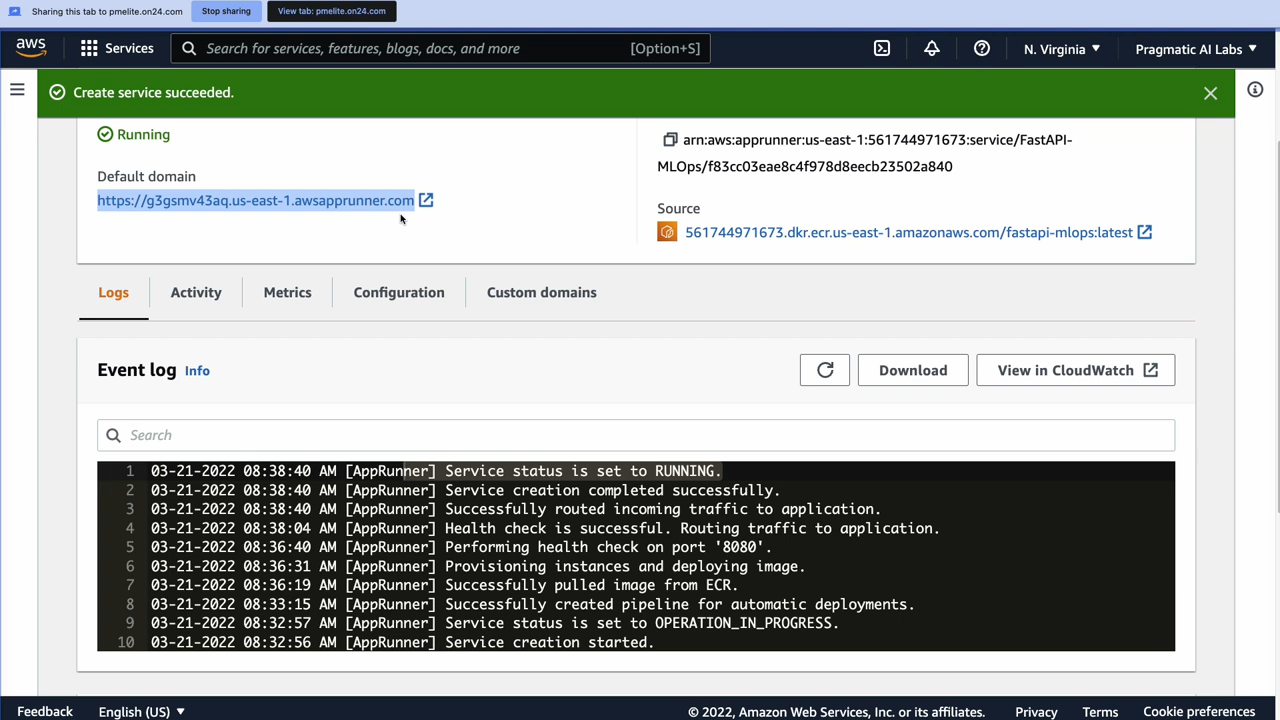 Sharing this tab to pmelite.on24.com
Stop sharing
View tab: pmelite.on24.com
aws
Services
Search for services, features, blogs, docs, and more
[Option+S]
N. Virginia
Pragmatic AI Labs
Create service succeeded.
Running
Default domain
https://g3gsmv43aq.us-east-1.awsapprunner.com
arn:aws:apprunner:us-east-1:561744971673:service/FastAPI-
MLOps/f83cc03eae8c4f978d8eecb23502a840
Source
561744971673.dkr.ecr.us-east-1.amazonaws.com/fastapi-mlops:latest
Logs
Activity
Metrics
Configuration
Custom domains
Event log
Info
Download
View in CloudWatch
Search
1 03-21-2022 08:38:40 AM [AppRunner] Service status is set to RUNNING.
2 03-21-2022 08:38:40 AM [AppRunner] Service creation completed successfully.
3 03-21-2022 08:38:40 AM [AppRunner] Successfully routed incoming traffic to application.
4 03-21-2022 08:38:04 AM [AppRunner] Health check is successful. Routing traffic to application.
5 03-21-2022 08:36:40 AM [AppRunner] Performing health check on port '8080'.
6 03-21-2022 08:36:31 AM [AppRunner] Provisioning instances and deploying image.
7 03-21-2022 08:36:19 AM [AppRunner] Successfully pulled image from ECR.
8 03-21-2022 08:33:15 AM [AppRunner] Successfully created pipeline for automatic deployments.
9 03-21-2022 08:32:57 AM [AppRunner] Service status is set to OPERATION_IN_PROGRESS.
10 03-21-2022 08:32:56 AM [AppRunner] Service creation started.
Feedback
English (US)
© 2022, Amazon Web Services, Inc. or its affiliates.
Privacy
Terms
Cookie preferences